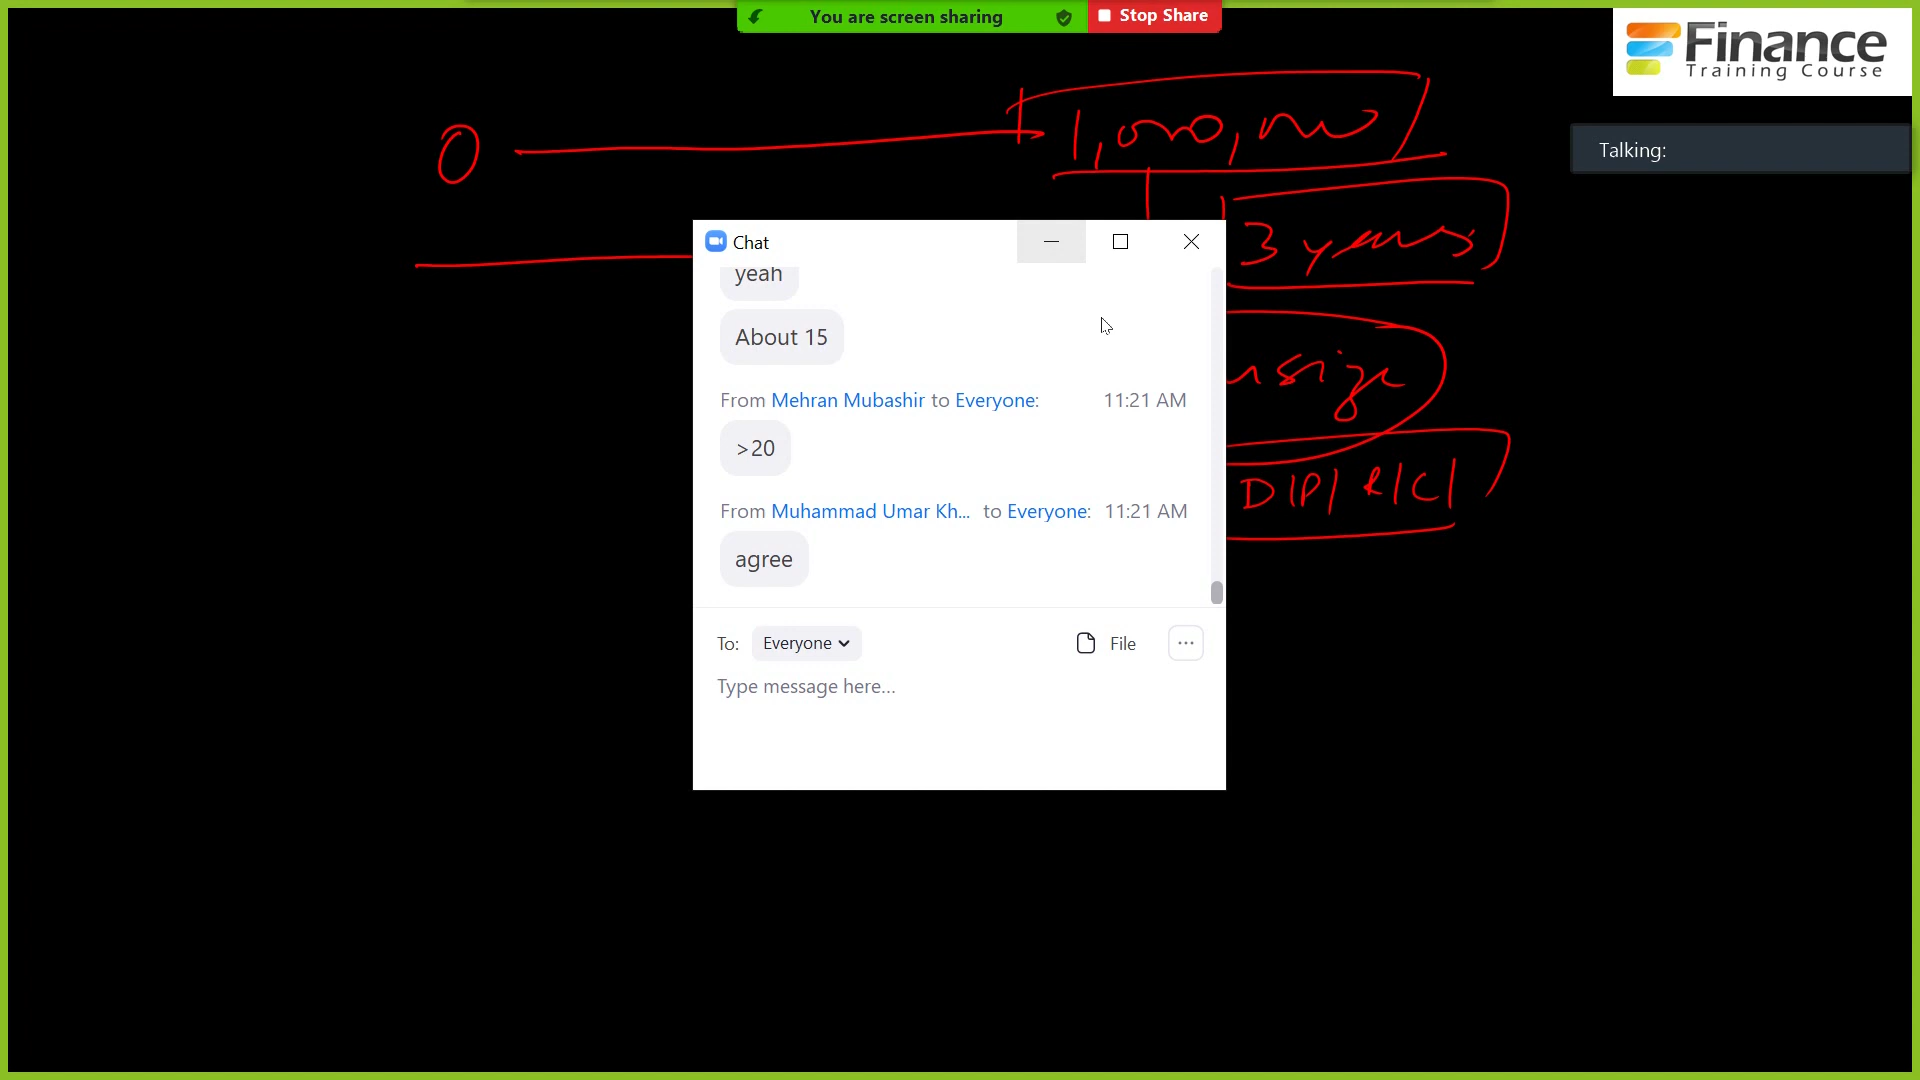 You are screen sharing
Stop Share
Finance
Training Course
Talking:
0
1,000,000
3 years
Chat
yeah
About 15
From Mehran Mubashir to Everyone: 11:21 AM
>20
From Muhammad Umar Kh... to Everyone: 11:21 AM
agree
D|P| R|C|
To: Everyone
File
Type message here...